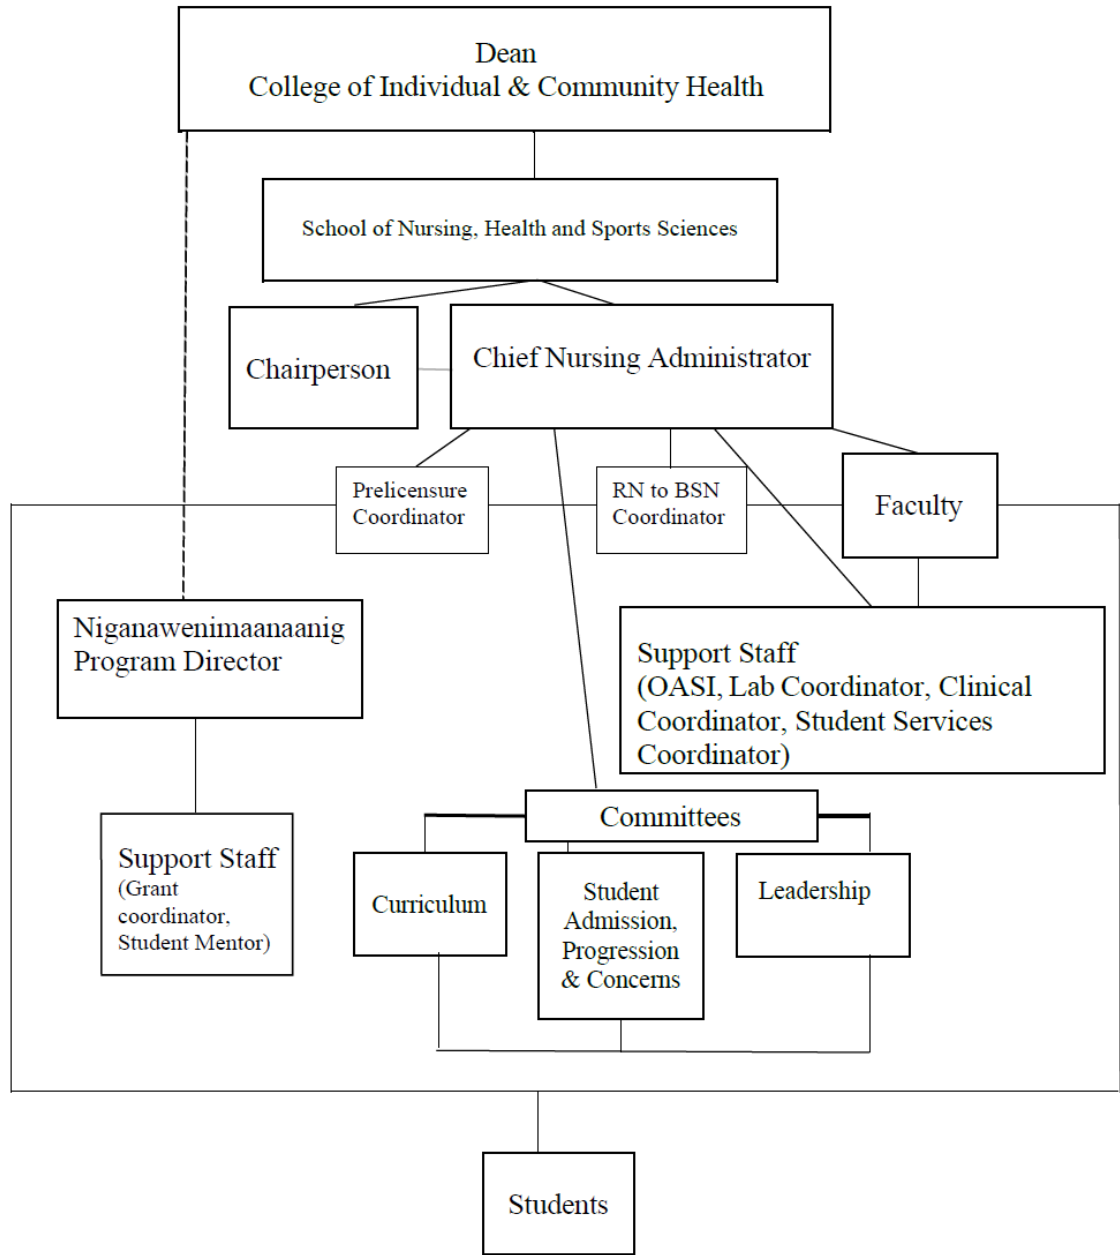 Dean
College of Individual & Community Health
School of Nursing, Health and Sports Sciences
Chairperson
Chief Nursing Administrator
Prelicensure
Coordinator
RN to BSN
Coordinator
Faculty
Niganawenimaanaanig
Program Director
Support Staff
(OASI, Lab Coordinator, Clinical
Coordinator, Student Services
Coordinator)
Support Staff
(Grant
coordinator,
Student Mentor)
Committees
Curriculum
Student
Admission,
Progression
& Concerns
Leadership
Students